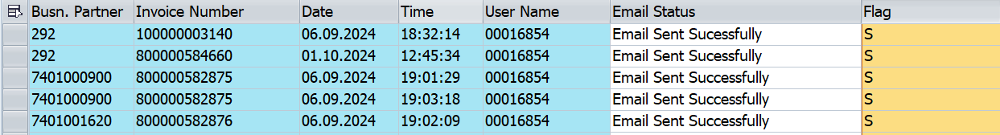 Busn. Partner Invoice Number Date Time User Name Email Status Flag
292 100000003140 06.09.2024 18:32:14 00016854 Email Sent Sucessfully S
292 800000584660 01.10.2024 12:45:34 00016854 Email Sent Sucessfully S
7401000900 800000582875 06.09.2024 19:01:29 00016854 Email Sent Successfully S
7401000900 800000582875 06.09.2024 19:03:18 00016854 Email Sent Successfully S
7401001620 800000582876 06.09.2024 19:02:09 00016854 Email Sent Successfully S